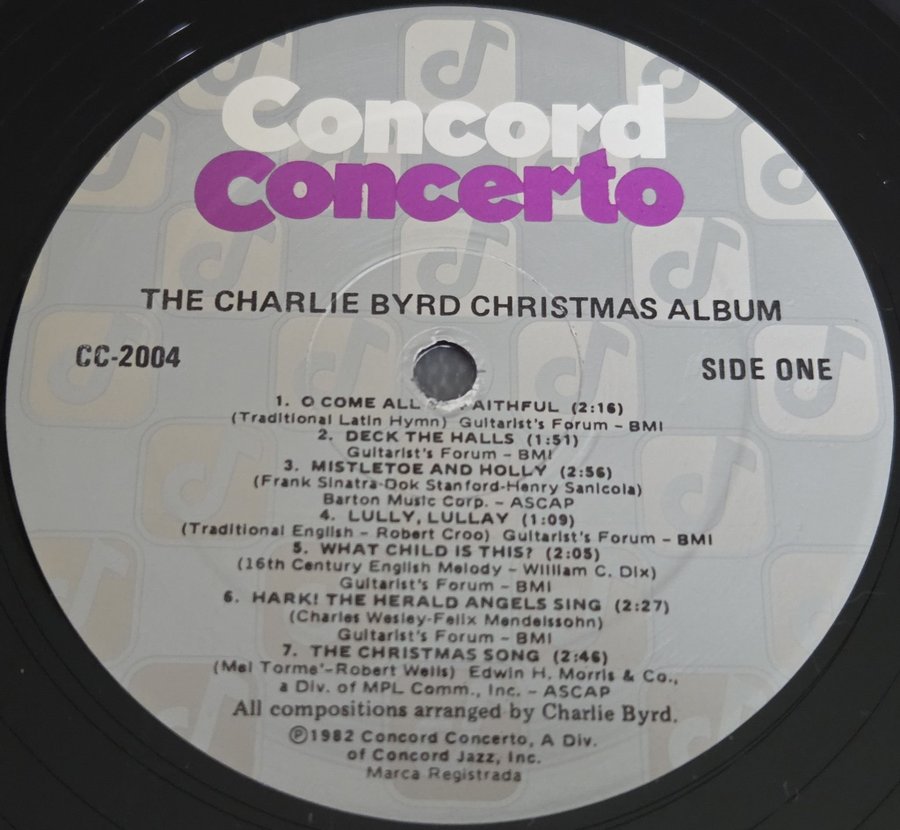 Concord
Concerto
THE CHARLIE BYRD CHRISTMAS ALBUM
CC-2004
SIDE ONE
1. O COME ALL AITHFUL (2:16)
(Traditional Latin Hymn) Guitarist's Forum - BMI
2. DECK THE HALLS (1:51)
Guitarist's Forum - BMI
3. MISTLETOE AND HOLLY (2:56)
(Frank Sinatra-Dok Stanford-Henry Sanicola)
Barton Music Corp. - ASCAP
4. LULLY, LULLAY (1:09)
(Traditional English - Robert Croo) Guitarist's Forum - BMI
5. WHAT CHILD IS THIS? (2:05)
(16th Century English Melody - William C. Dix)
Guitarist's Forum - BMI
6. HARK! THE HERALD ANGELS SING (2:27)
(Charles Wesley-Felix Mendelssohn)
Guitarist's Forum - BMI
7. THE CHRISTMAS SONG (2:46)
(Mel Torme'-Robert Wells) Edwin H. Morris & Co.,
a Div. of MPL Comm., Inc. - ASCAP
All compositions arranged by Charlie Byrd.
℗1982 Concord Concerto, A Div.
of Concord Jazz, Inc.
Marca Registrada